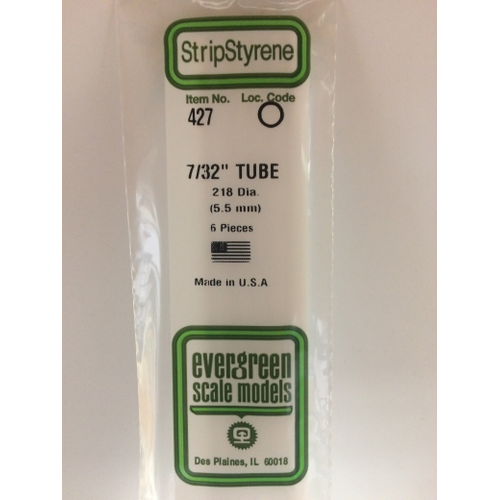 StripStyrene
Item No. Loc. Code
427
7/32" TUBE
218 Dia.
(5.5 mm)
6 Pieces
Made in U.S.A
evergreen
scale models
Des Plaines, IL 60018